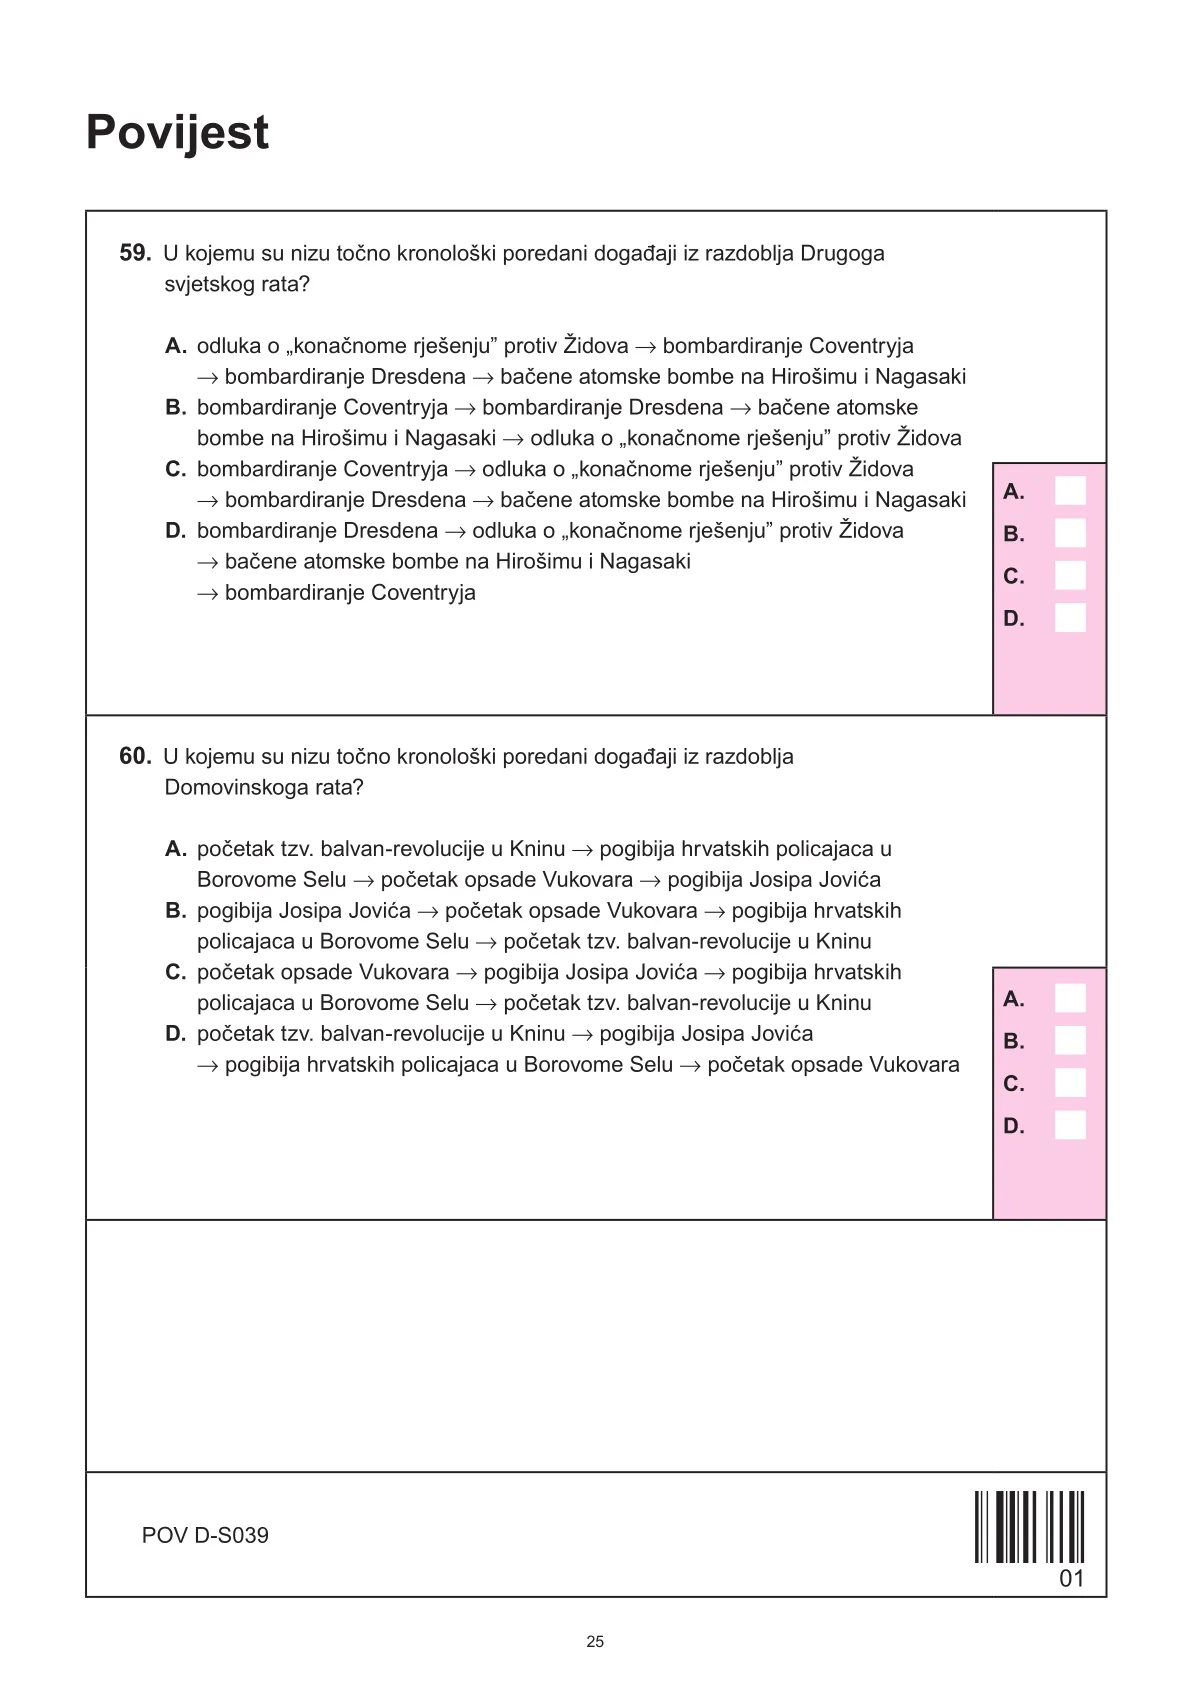 Povijest
59. U kojemu su nizu točno kronološki poredani događaji iz razdoblja Drugoga
svjetskog rata?
A. odluka o „konačnome rješenju” protiv Židova → bombardiranje Coventryja
→ bombardiranje Dresdena → bačene atomske bombe na Hirošimu i Nagasaki
B. bombardiranje Coventryja → bombardiranje Dresdena → bačene atomske
bombe na Hirošimu i Nagasaki → odluka o „konačnome rješenju” protiv Židova
C. bombardiranje Coventryja → odluka o „konačnome rješenju” protiv Židova
→ bombardiranje Dresdena → bačene atomske bombe na Hirošimu i Nagasaki
D. bombardiranje Dresdena → odluka o „konačnome rješenju” protiv Židova
→ bačene atomske bombe na Hirošimu i Nagasaki
→ bombardiranje Coventryja
A.
B.
C.
D.
60. U kojemu su nizu točno kronološki poredani događaji iz razdoblja
Domovinskoga rata?
A. početak tzv. balvan-revolucije u Kninu → pogibija hrvatskih policajaca u
Borovome Selu → početak opsade Vukovara → pogibija Josipa Jovića
B. pogibija Josipa Jovića → početak opsade Vukovara → pogibija hrvatskih
policajaca u Borovome Selu → početak tzv. balvan-revolucije u Kninu
C. početak opsade Vukovara → pogibija Josipa Jovića → pogibija hrvatskih
policajaca u Borovome Selu → početak tzv. balvan-revolucije u Kninu
D. početak tzv. balvan-revolucije u Kninu → pogibija Josipa Jovića
→ pogibija hrvatskih policajaca u Borovome Selu → početak opsade Vukovara
A.
B.
C.
D.
POV D-S039
01
25